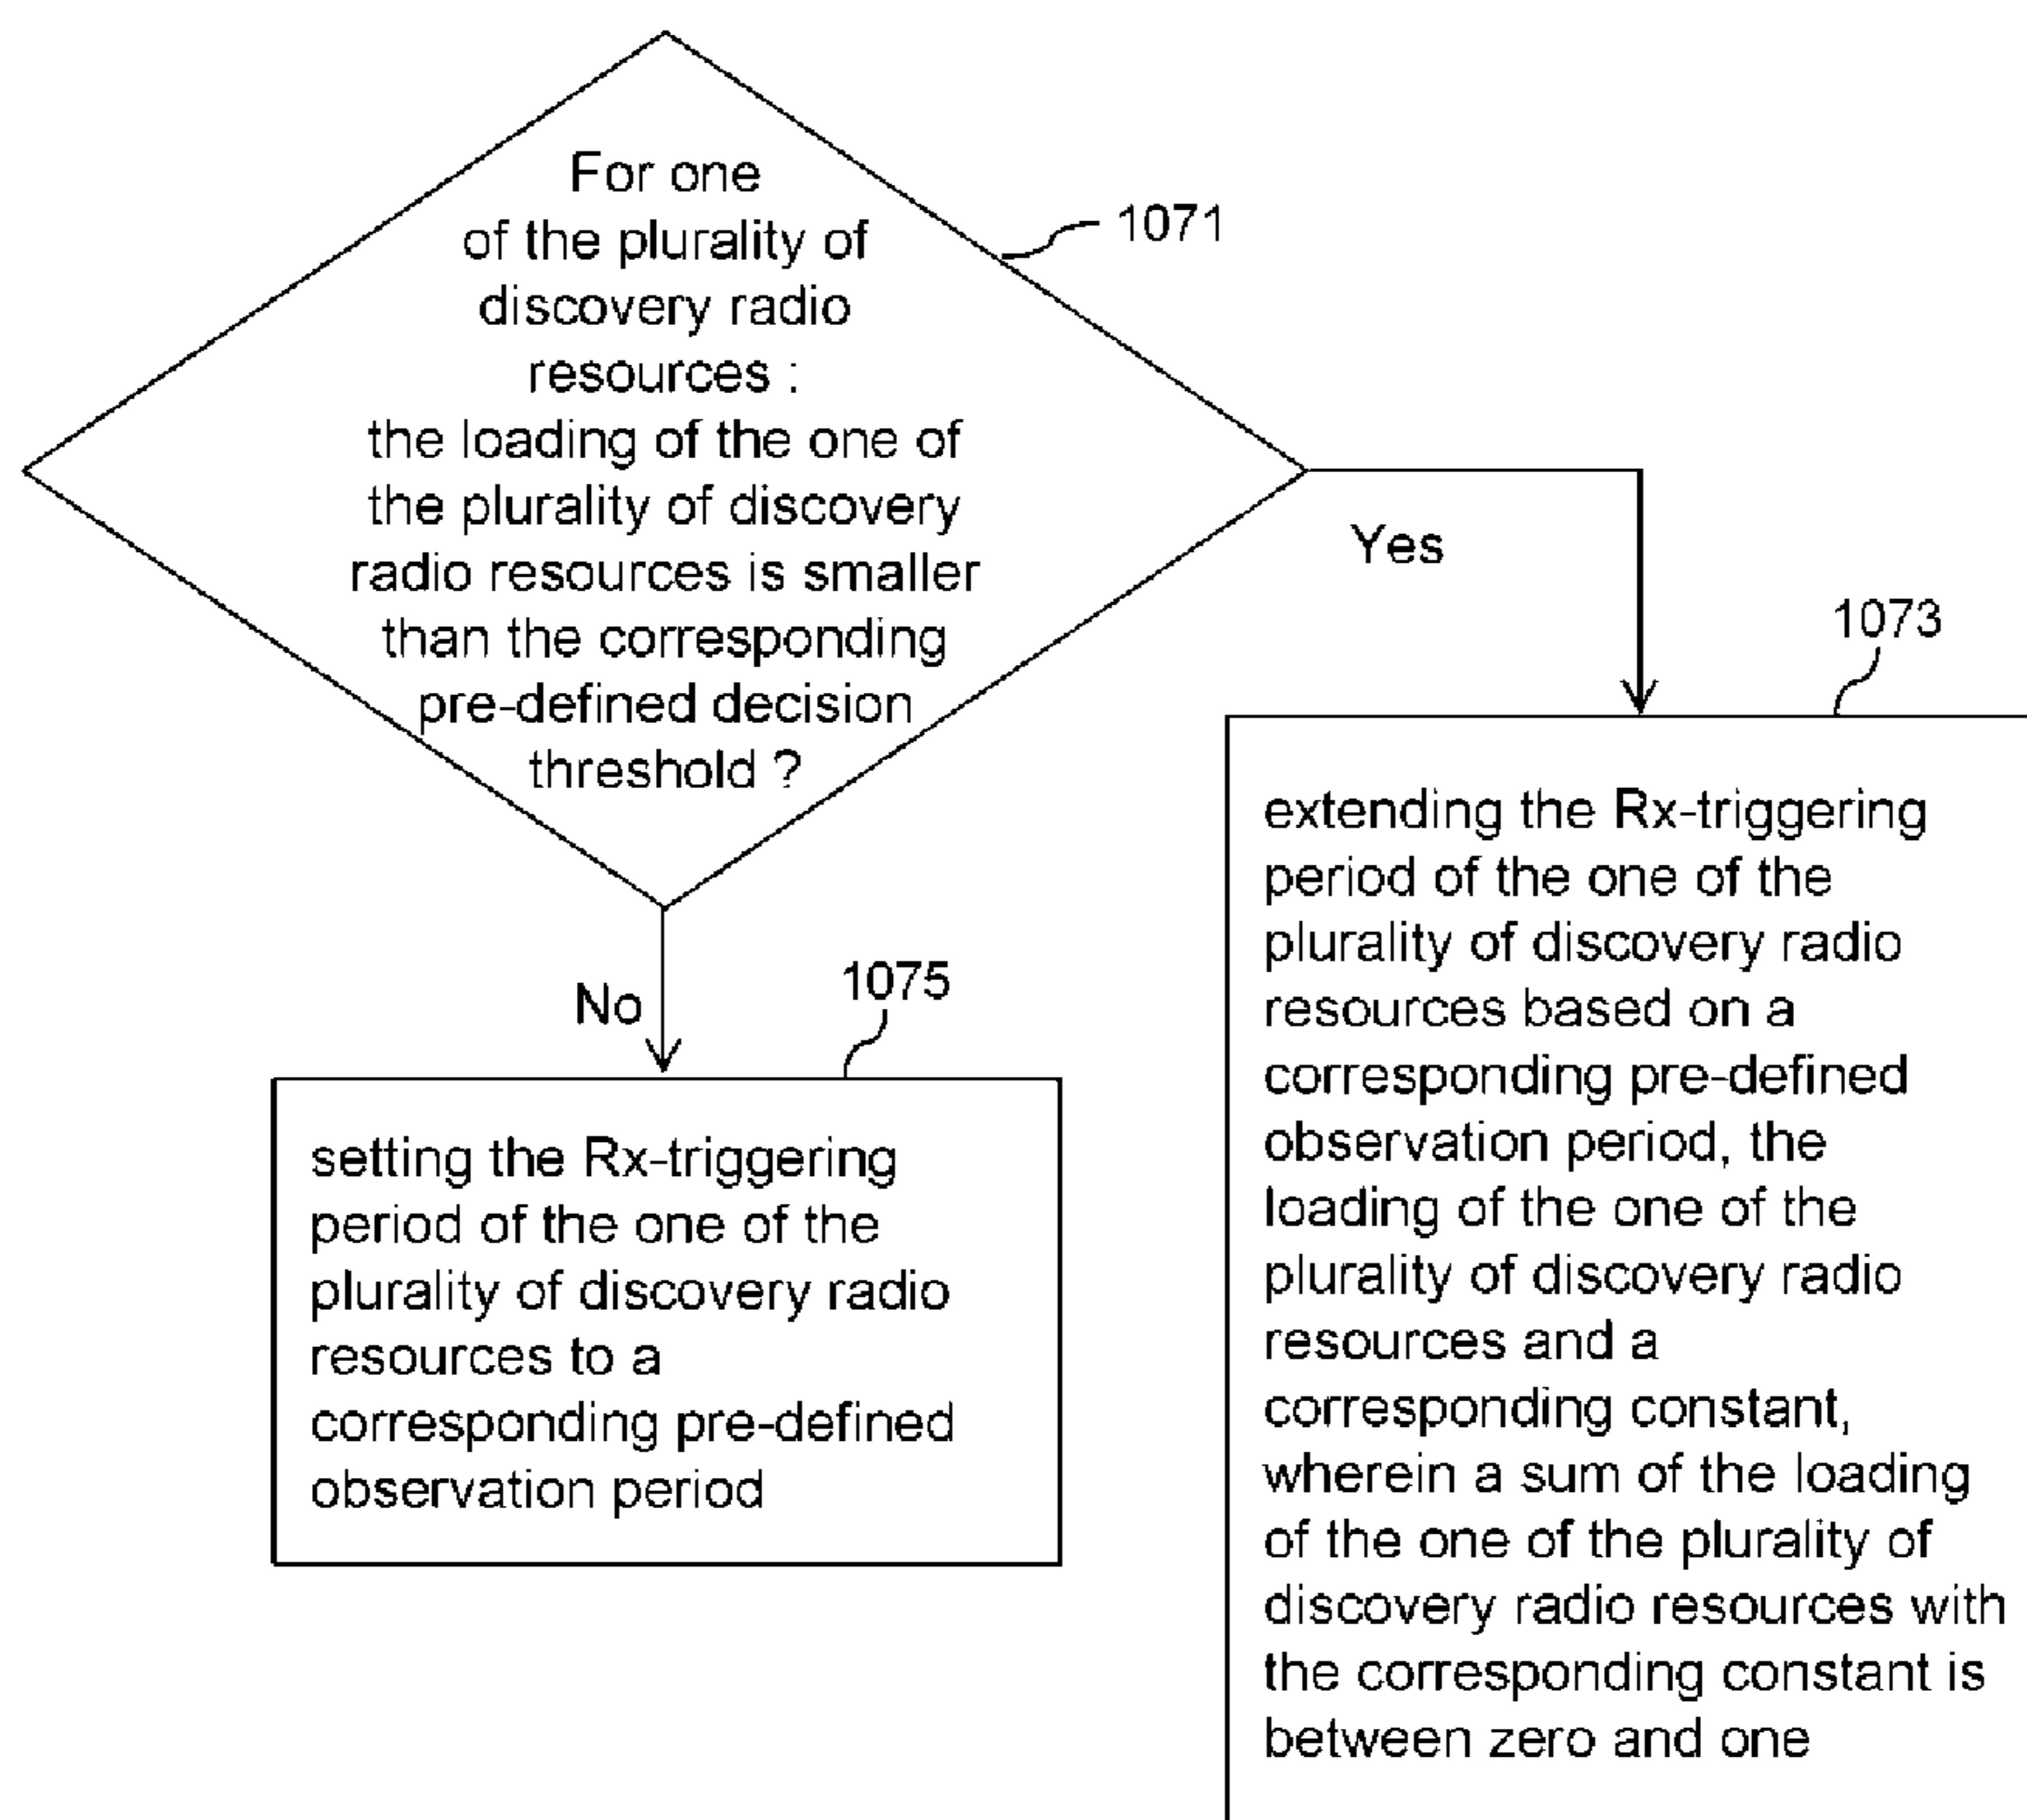 For one
of the plurality of
discovery radio
resources :
the loading of the one of
the plurality of discovery
radio resources is smaller
than the corresponding
pre-defined decision
threshold ?
1071
Yes
1073
extending the Rx-triggering
period of the one of the
plurality of discovery radio
resources based on a
corresponding pre-defined
observation period, the
loading of the one of the
plurality of discovery radio
resources and a
corresponding constant,
wherein a sum of the loading
of the one of the plurality of
discovery radio resources with
the corresponding constant is
between zero and one
No
1075
setting the Rx-triggering
period of the one of the
plurality of discovery radio
resources to a
corresponding pre-defined
observation period